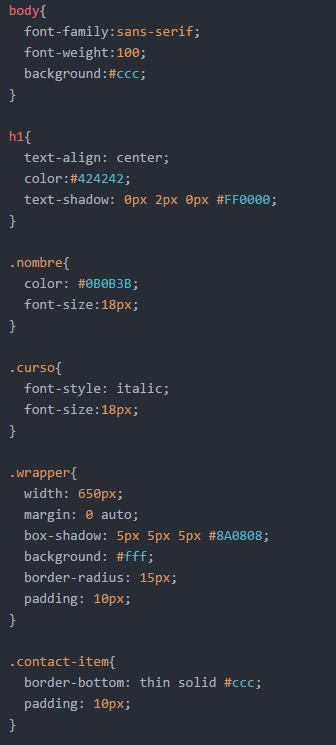 body{
  font-family:sans-serif;
  font-weight:100;
  background:#ccc;
}

h1{
  text-align: center;
  color:#424242;
  text-shadow: 0px 2px 0px #FF0000;
}

.nombre{
  color: #0B0B3B;
  font-size:18px;
}

.curso{
  font-style: italic;
  font-size:18px;
}

.wrapper{
  width: 650px;
  margin: 0 auto;
  box-shadow: 5px 5px 5px #8A0808;
  background: #fff;
  border-radius: 15px;
  padding: 10px;
}

.contact-item{
  border-bottom: thin solid #ccc;
  padding: 10px;
}